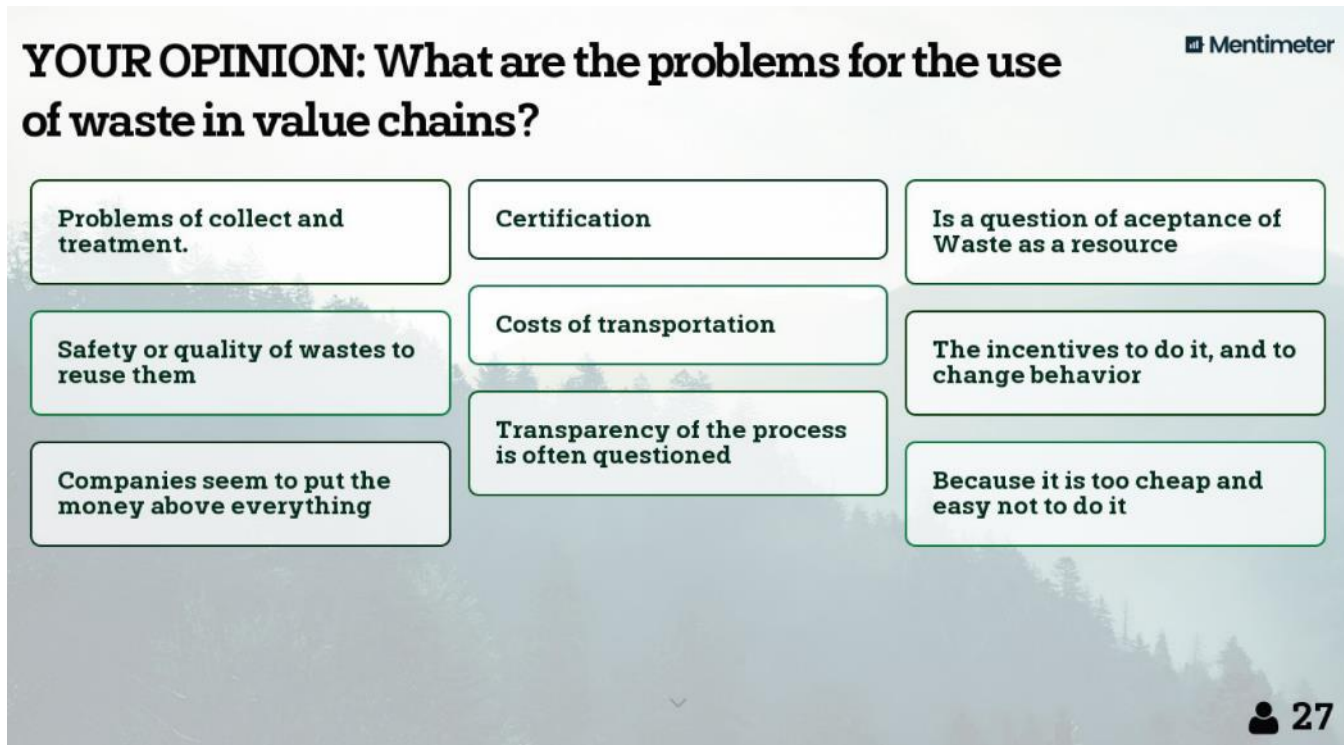 YOUR OPINION: What are the problems for the use
of waste in value chains?
Mentimeter
Problems of collect and
treatment.
Safety or quality of wastes to
reuse them
Companies seem to put the
money above everything
Certification
Costs of transportation
Transparency of the process
is often questioned
Is a question of aceptance of
Waste as a resource
The incentives to do it, and to
change behavior
Because it is too cheap and
easy not to do it
27